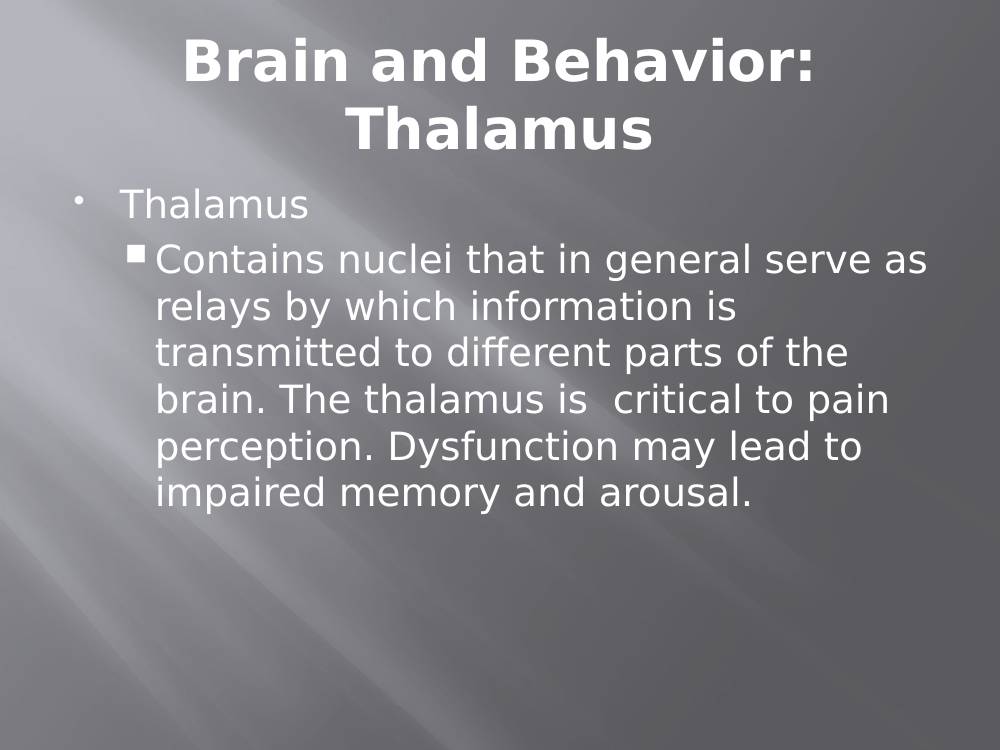 Brain and Behavior:
Thalamus
• Thalamus
■ Contains nuclei that in general serve as
relays by which information is
transmitted to different parts of the
brain. The thalamus is  critical to pain
perception. Dysfunction may lead to
impaired memory and arousal.